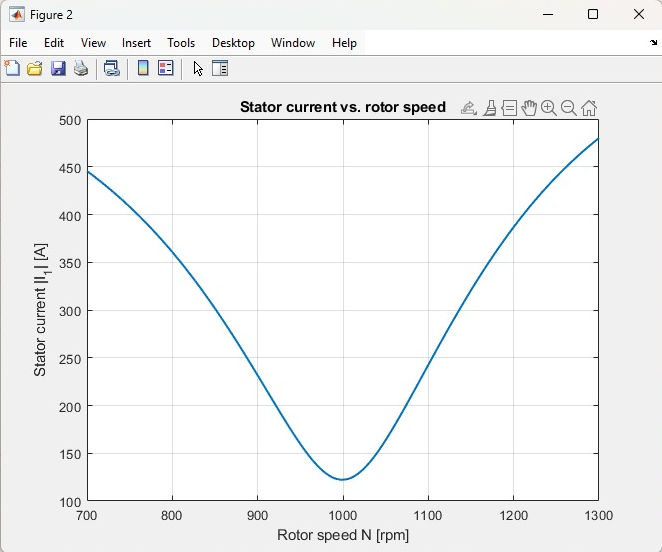 Figure 2
File Edit View Insert Tools Desktop Window Help
Stator current vs. rotor speed
500
450
400
350
300
250
200
150
100
Stator current |I₁| [A]
700 800 900 1000 1100 1200 1300
Rotor speed N [rpm]